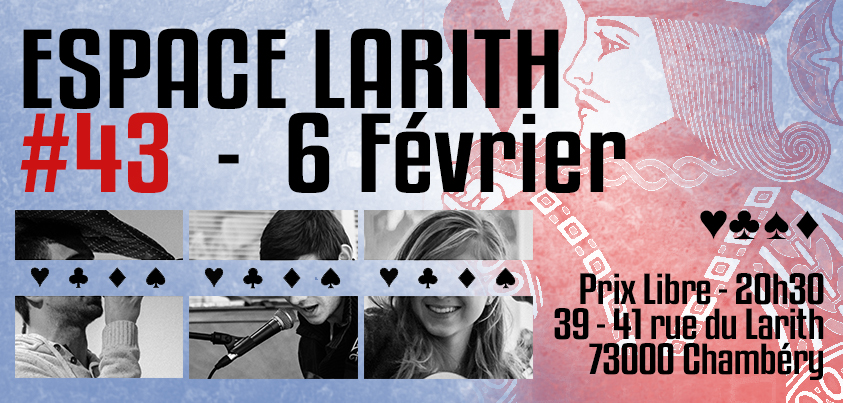 ESPACE LARITH
#43 - 6 Février
Prix Libre - 20h30
39 - 41 rue du Larith
73000 Chambéry